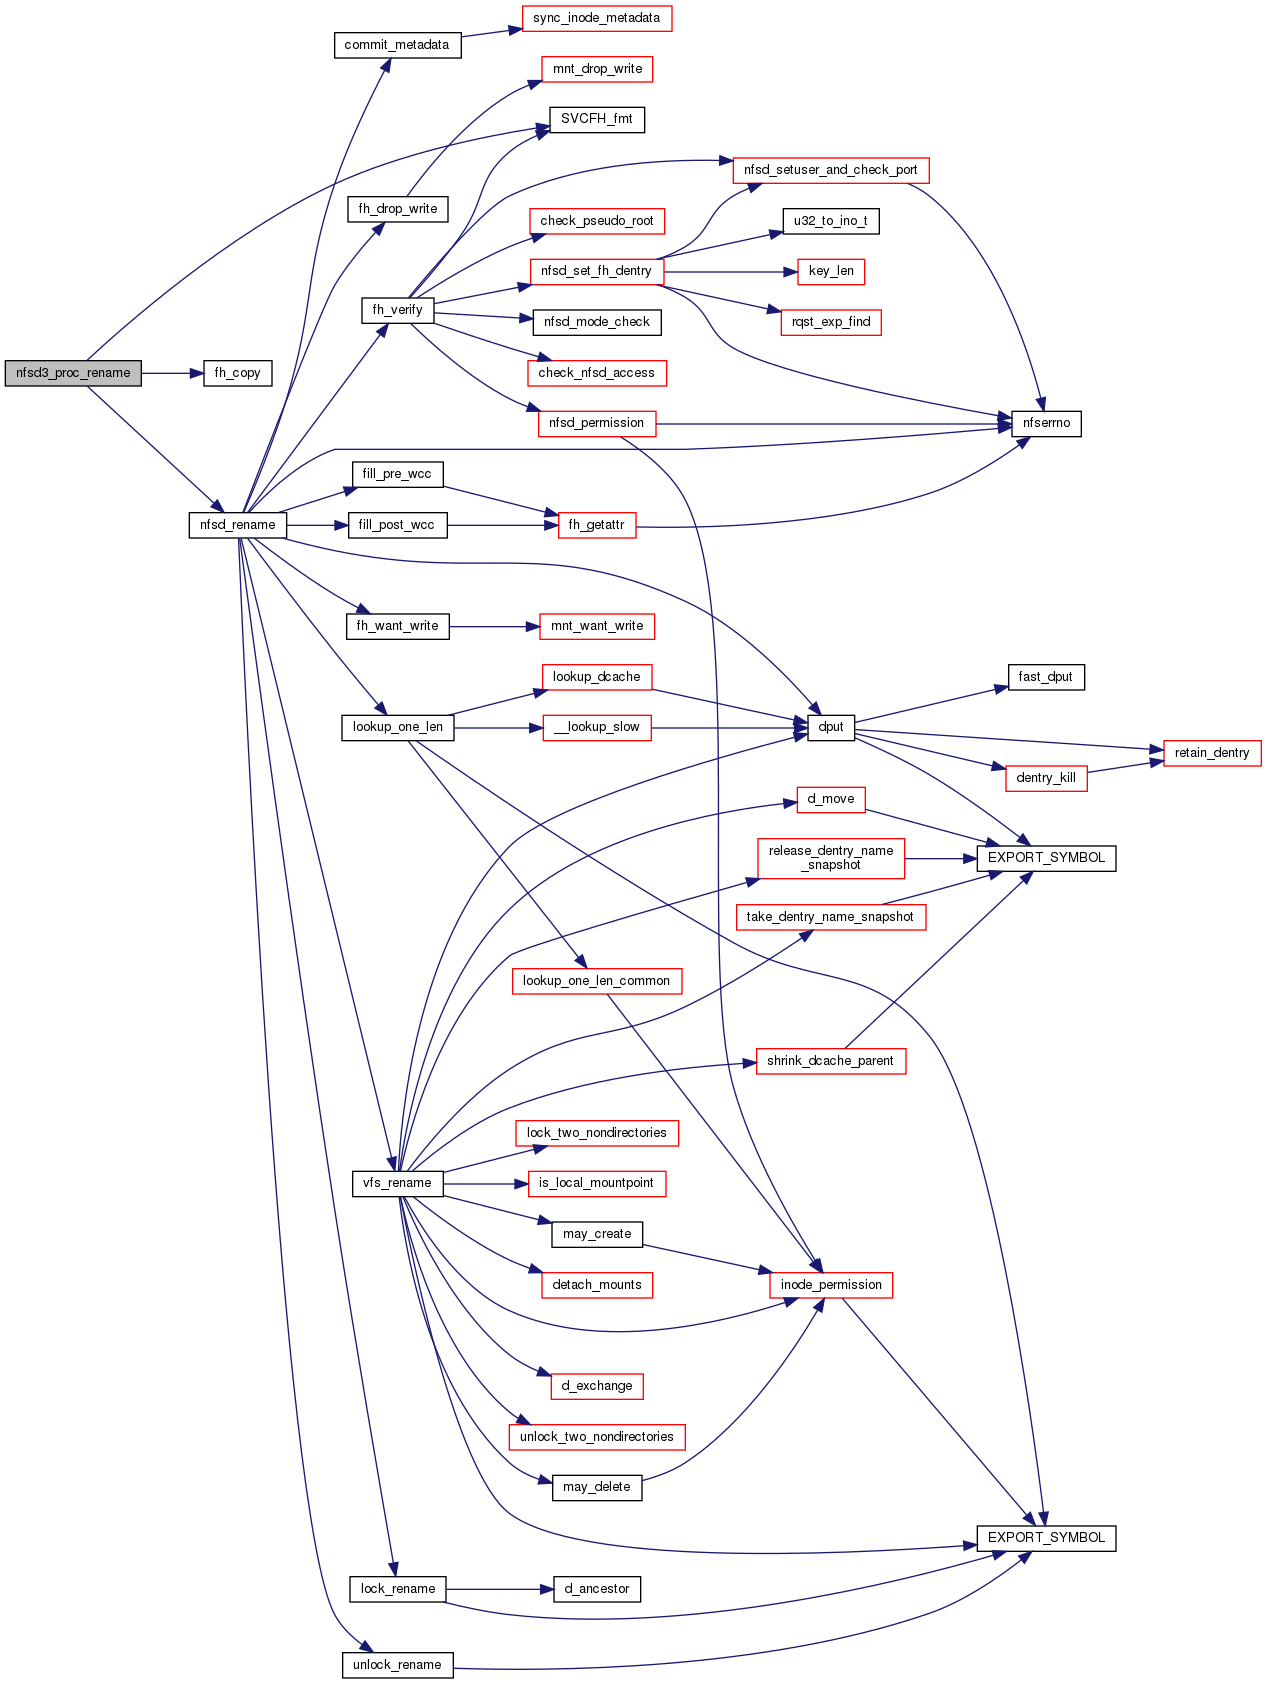 sync_inode_metadata
commit_metadata
mnt_drop_write
SVCFH_fmt
nfsd_setuser_and_check_port
fh_drop_write
check_pseudo_root
u32_to_ino_t
nfsd_set_fh_dentry
key_len
fh_verify
nfsd_mode_check
rqst_exp_find
nfsd3_proc_rename
fh_copy
check_nfsd_access
nfsd_permission
nfserrno
fill_pre_wcc
nfsd_rename
fill_post_wcc
fh_getattr
fh_want_write
mnt_want_write
lookup_dcache
fast_dput
lookup_one_len
__lookup_slow
dput
retain_dentry
dentry_kill
d_move
release_dentry_name
_snapshot
EXPORT_SYMBOL
take_dentry_name_snapshot
lookup_one_len_common
shrink_dcache_parent
lock_two_nondirectories
vfs_rename
is_local_mountpoint
may_create
detach_mounts
inode_permission
d_exchange
unlock_two_nondirectories
may_delete
EXPORT_SYMBOL
lock_rename
d_ancestor
unlock_rename